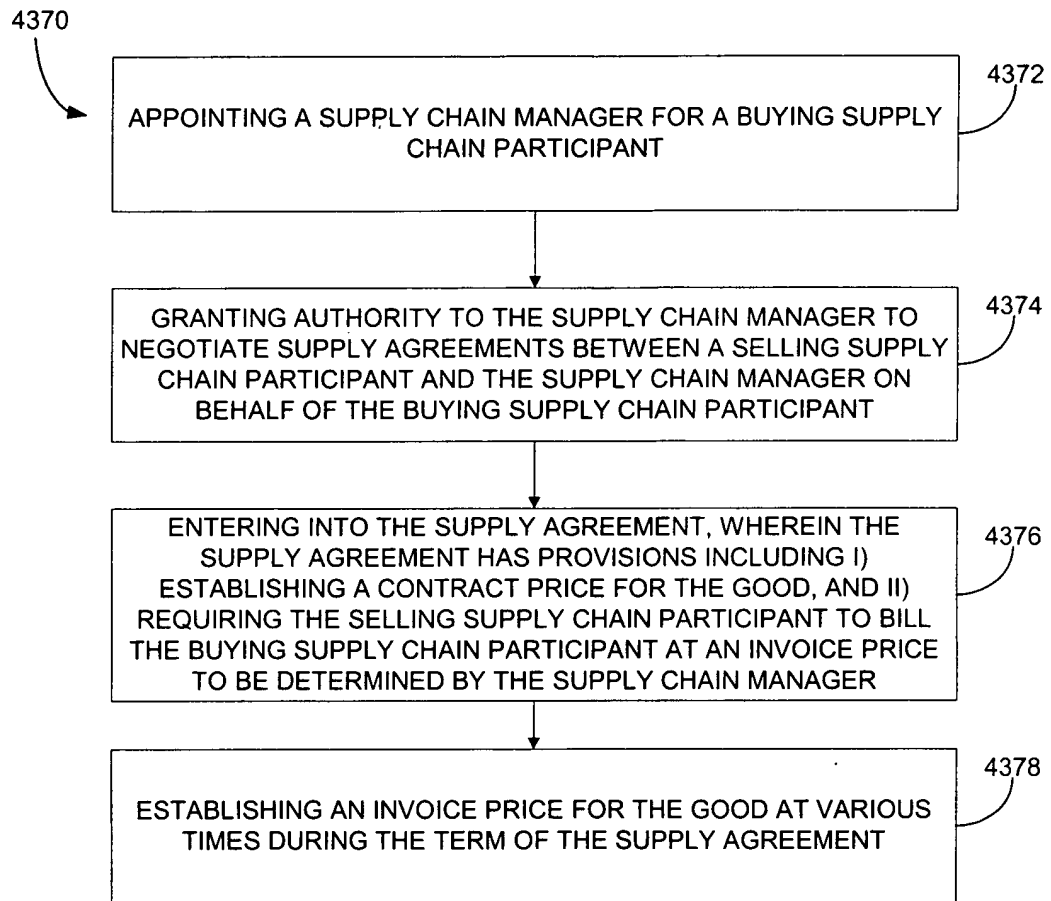 4370
4372
APPOINTING A SUPPLY CHAIN MANAGER FOR A BUYING SUPPLY
CHAIN PARTICIPANT
4374
GRANTING AUTHORITY TO THE SUPPLY CHAIN MANAGER TO
NEGOTIATE SUPPLY AGREEMENTS BETWEEN A SELLING SUPPLY
CHAIN PARTICIPANT AND THE SUPPLY CHAIN MANAGER ON
BEHALF OF THE BUYING SUPPLY CHAIN PARTICIPANT
4376
ENTERING INTO THE SUPPLY AGREEMENT, WHEREIN THE
SUPPLY AGREEMENT HAS PROVISIONS INCLUDING I)
ESTABLISHING A CONTRACT PRICE FOR THE GOOD, AND II)
REQUIRING THE SELLING SUPPLY CHAIN PARTICIPANT TO BILL
THE BUYING SUPPLY CHAIN PARTICIPANT AT AN INVOICE PRICE
TO BE DETERMINED BY THE SUPPLY CHAIN MANAGER
4378
ESTABLISHING AN INVOICE PRICE FOR THE GOOD AT VARIOUS
TIMES DURING THE TERM OF THE SUPPLY AGREEMENT